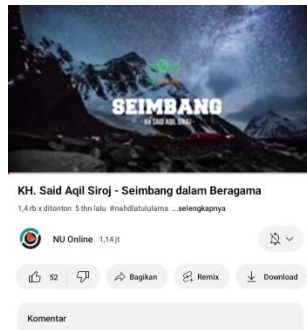 SEIMBANG
- KH SAID AQIL SIROJ -
KH. Said Aqil Siroj - Seimbang dalam Beragama
1,4 rb x ditonton 5 thn lalu #nahdlatululama ...selengkapnya
NU Online 1,14 jt
52 Bagikan Remix Download
Komentar